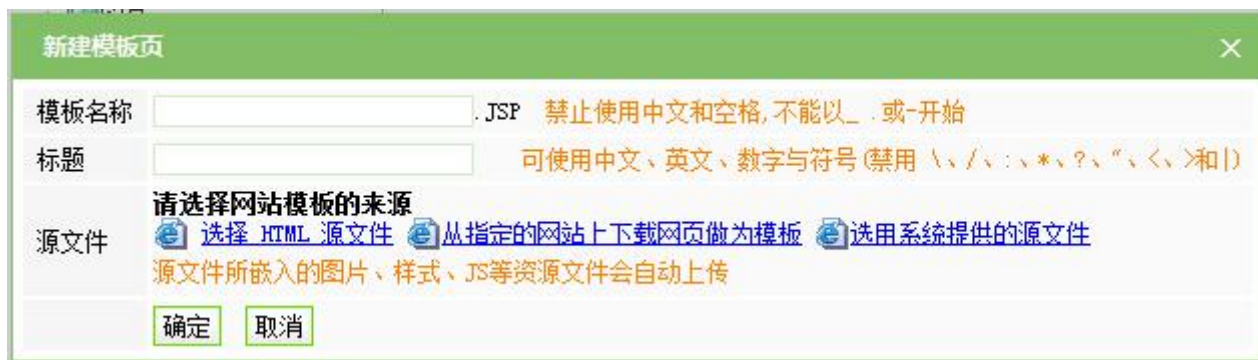 新建模板页
模板名称 .JSP 禁止使用中文和空格,不能以_ .或-开始
标题 可使用中文、英文、数字与符号(禁用 \、/、:、*、?、"、<、>和|)
请选择网站模板的来源
源文件 选择 HTML 源文件 从指定的网站上下载网页做为模板 选用系统提供的源文件
源文件所嵌入的图片、样式、JS等资源文件会自动上传
确定 取消